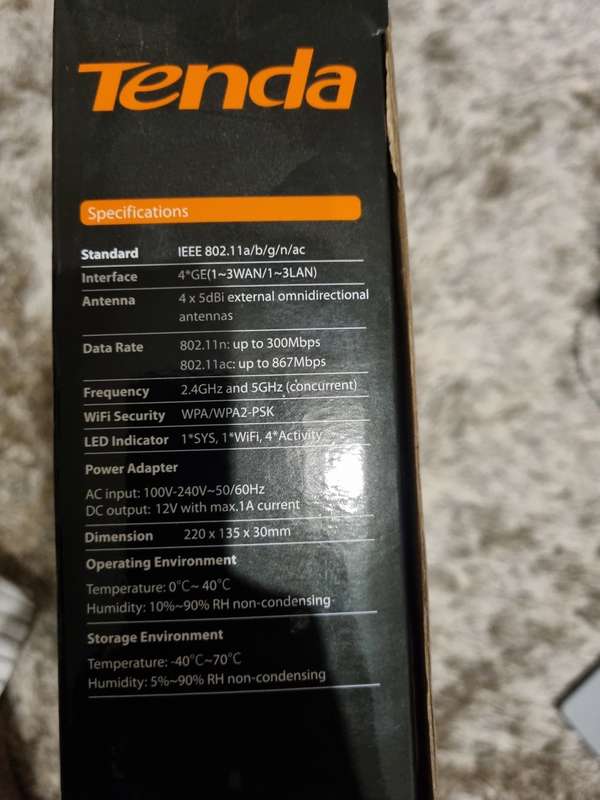 Tenda
Specifications
Standard IEEE 802.11a/b/g/n/ac
Interface 4*GE(1~3WAN/1~3LAN)
Antenna 4 x 5dBi external omnidirectional
antennas
Data Rate 802.11n: up to 300Mbps
802.11ac: up to 867Mbps
Frequency 2.4GHz and 5GHz (concurrent)
WiFi Security WPA/WPA2-PSK
LED Indicator 1*SYS, 1*WiFi, 4*Activity
Power Adapter
AC input: 100V-240V~50/60Hz
DC output: 12V with max.1A current
Dimension 220 x 135 x 30mm
Operating Environment
Temperature: 0°C~ 40°C
Humidity: 10%~90% RH non-condensing
Storage Environment
Temperature: -40°C~70°C
Humidity: 5%~90% RH non-condensing